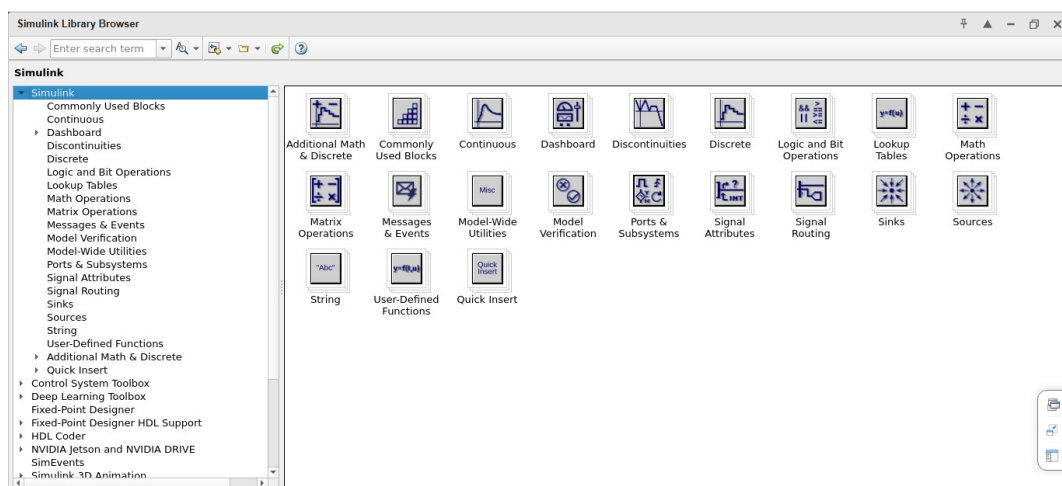 Simulink Library Browser
Enter search term
Simulink
Simulink
Commonly Used Blocks
Continuous
Dashboard
Discontinuities
Discrete
Logic and Bit Operations
Lookup Tables
Math Operations
Matrix Operations
Messages & Events
Model Verification
Model-Wide Utilities
Ports & Subsystems
Signal Attributes
Signal Routing
Sinks
Sources
String
User-Defined Functions
Additional Math & Discrete
Quick Insert
Control System Toolbox
Deep Learning Toolbox
Fixed-Point Designer
Fixed-Point Designer HDL Support
HDL Coder
NVIDIA Jetson and NVIDIA DRIVE
SimEvents
Simulink 3D Animation
&& >
|| <=
y=f(u)
+ -
÷ ×
Additional Math
& Discrete
Commonly
Used Blocks
Continuous
Dashboard
Discontinuities
Discrete
Logic and Bit
Operations
Lookup
Tables
Math
Operations
+ -
÷ ×
Misc
? 
INT
Matrix
Operations
Messages
& Events
Model-Wide
Utilities
Model
Verification
Ports &
Subsystems
Signal
Attributes
Signal
Routing
Sinks
Sources
"Abc"
y=f(t,u)
Quick
Insert
String
User-Defined
Functions
Quick Insert